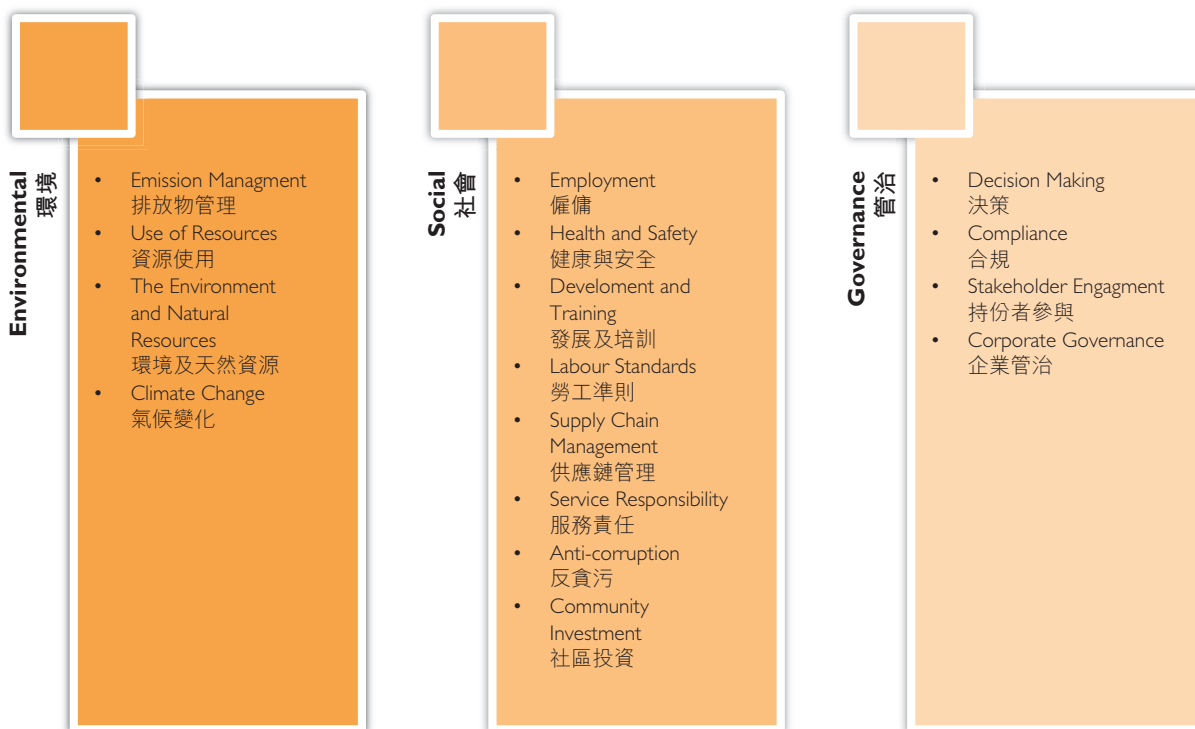 Environmental
環境
• Emission Managment
排放物管理
• Use of Resources
資源使用
• The Environment
and Natural
Resources
環境及天然資源
• Climate Change
氣候變化
Social
社會
• Employment
僱傭
• Health and Safety
健康與安全
• Develoment and
Training
發展及培訓
• Labour Standards
勞工準則
• Supply Chain
Management
供應鏈管理
• Service Responsibility
服務責任
• Anti-corruption
反貪污
• Community
Investment
社區投資
Governance
管治
• Decision Making
決策
• Compliance
合規
• Stakeholder Engagment
持份者參與
• Corporate Governance
企業管治